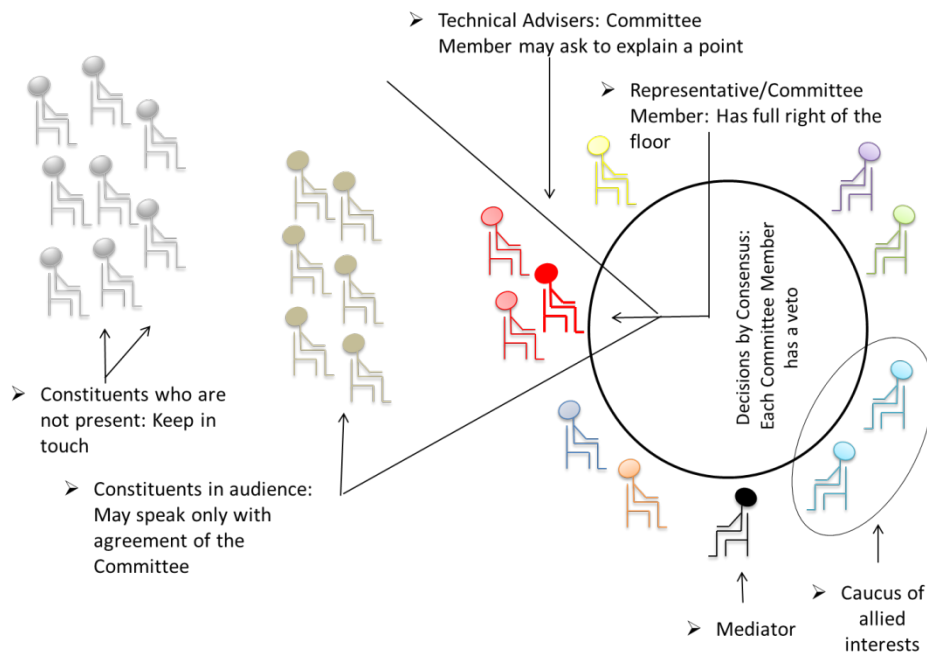 ➢ Technical Advisers: Committee
Member may ask to explain a point
➢ Representative/Committee
Member: Has full right of the
floor
Decisions by Consensus:
Each Committee Member
has a veto
➢ Constituents who are
not present: Keep in
touch
➢ Constituents in audience:
May speak only with
agreement of the
Committee
➢ Mediator
➢ Caucus of
allied
interests